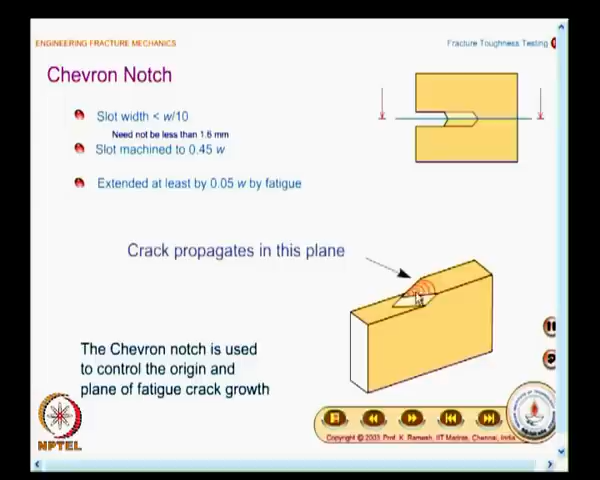 ENGINEERING FRACTURE MECHANICS
Fracture Toughness Testing
Chevron Notch
Slot width < w/10
Need not be less than 1.6 mm
Slot machined to 0.45 w
Extended at least by 0.05 w by fatigue
Crack propagates in this plane
The Chevron notch is used
to control the origin and
plane of fatigue crack growth
NPTEL
Copyright © 2003, Prof. K. Ramesh, IIT Madras, Chennai, India